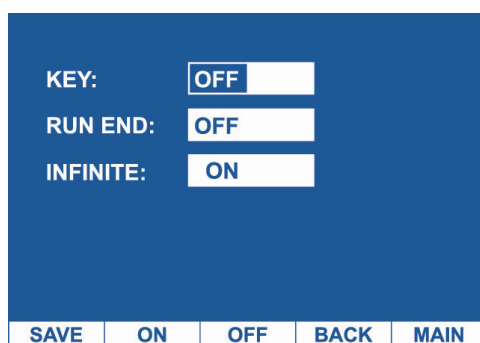 KEY: OFF
RUN END: OFF
INFINITE: ON
SAVE ON OFF BACK MAIN